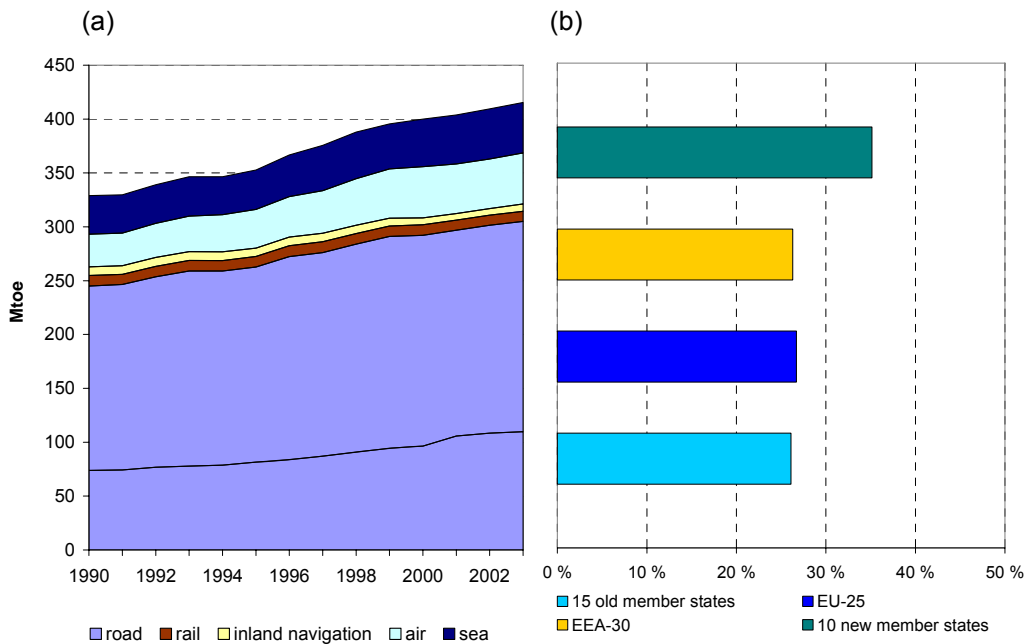 (a)
450
400
350
300
250
200
150
100
50
0
Mtoe
1990 1992 1994 1996 1998 2000 2002
road rail inland navigation air sea
(b)
0 % 10 % 20 % 30 % 40 % 50 %
15 old member states EU-25
EEA-30 10 new member states